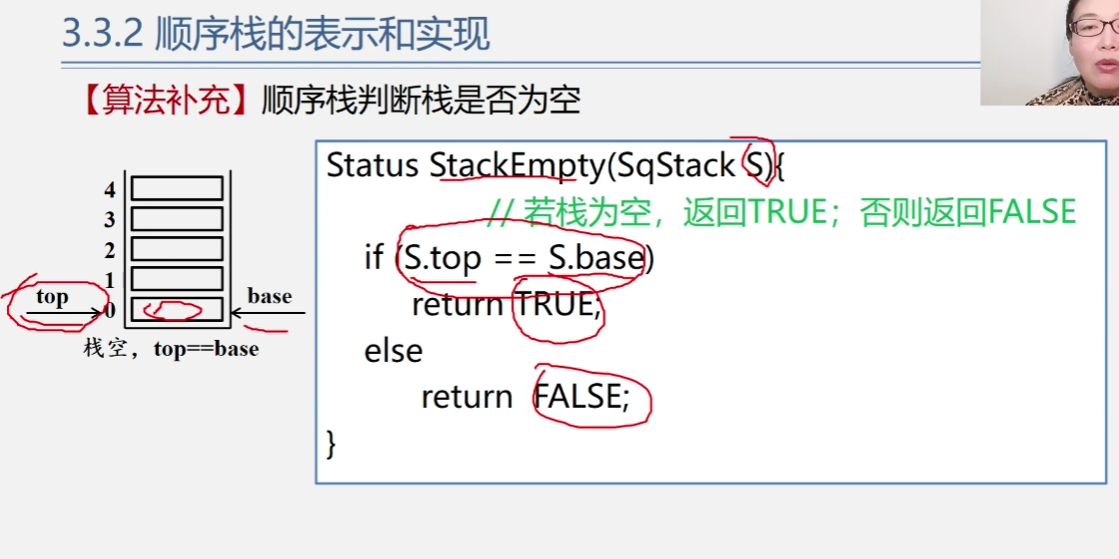 3.3.2 顺序栈的表示和实现
【算法补充】顺序栈判断栈是否为空
4
3
2
1
top
0
base
栈空，top==base
Status StackEmpty(SqStack S){
// 若栈为空，返回TRUE；否则返回FALSE
if (S.top == S.base)
return TRUE;
else
return FALSE;
}